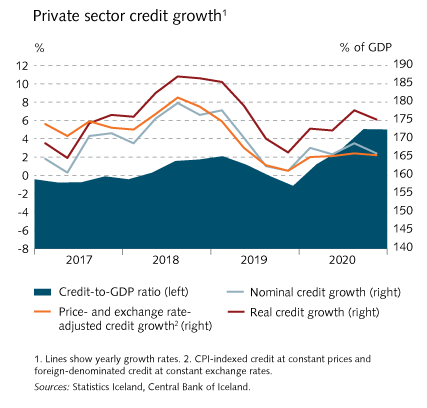 Private sector credit growth¹
% % of GDP
12 190
10 185
8 180
6 175
4 170
2 165
0 160
-2 155
-4 150
-6 145
-8 140
2017 2018 2019 2020
Credit-to-GDP ratio (left) Nominal credit growth (right)
Price- and exchange rate- Real credit growth (right)
adjusted credit growth² (right)
1. Lines show yearly growth rates. 2. CPI-indexed credit at constant prices and
foreign-denominated credit at constant exchange rates.
Sources: Statistics Iceland, Central Bank of Iceland.